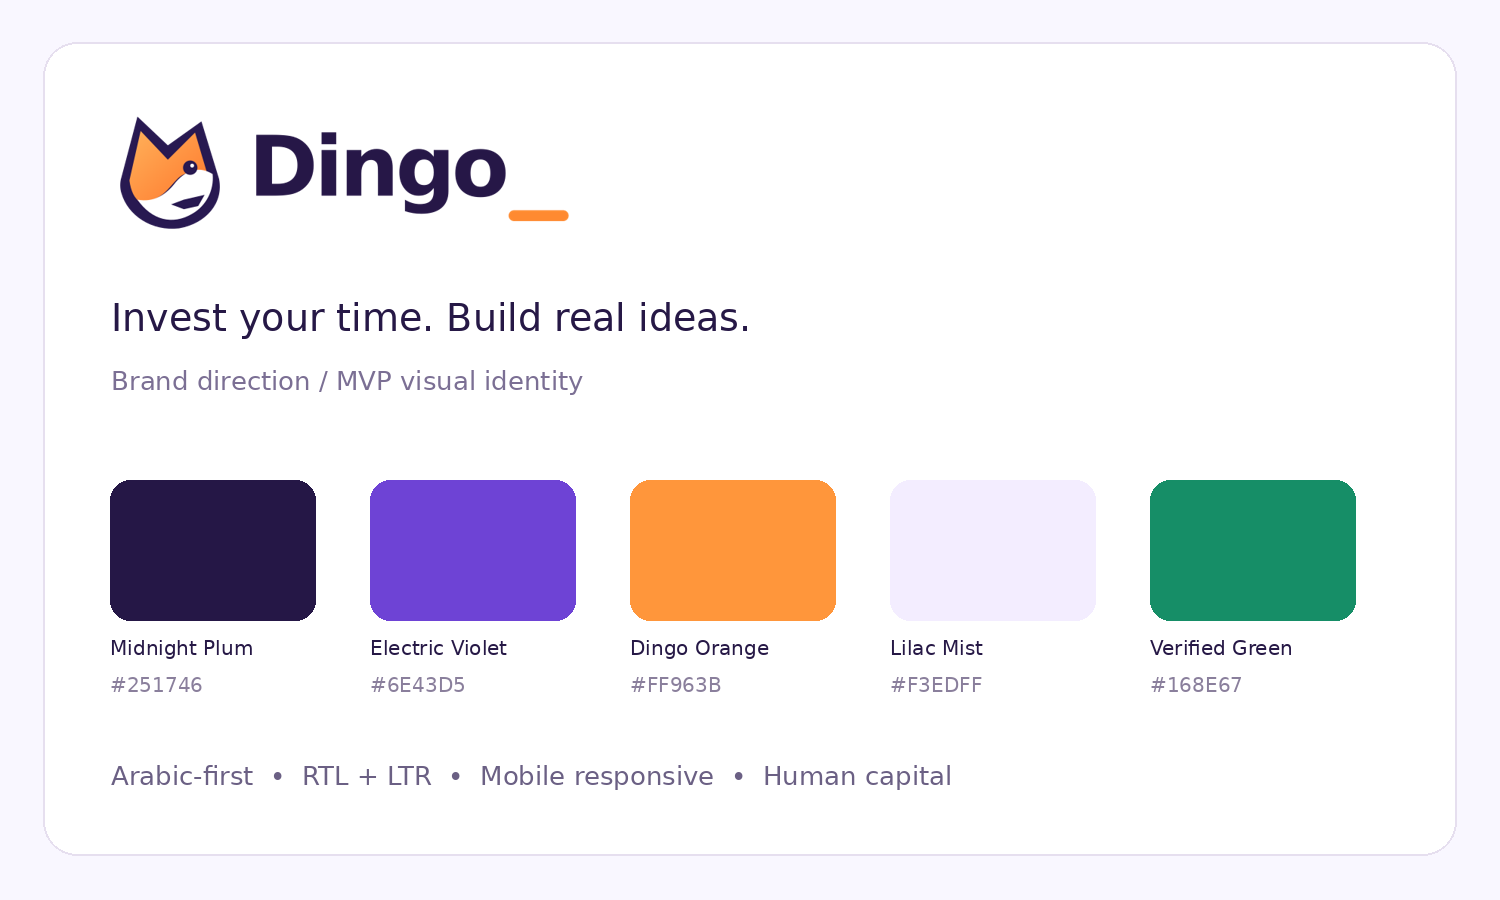 Dingo_
Invest your time. Build real ideas.
Brand direction / MVP visual identity
Midnight Plum
#251746
Electric Violet
#6E43D5
Dingo Orange
#FF963B
Lilac Mist
#F3EDFF
Verified Green
#168E67
Arabic-first • RTL + LTR • Mobile responsive • Human capital